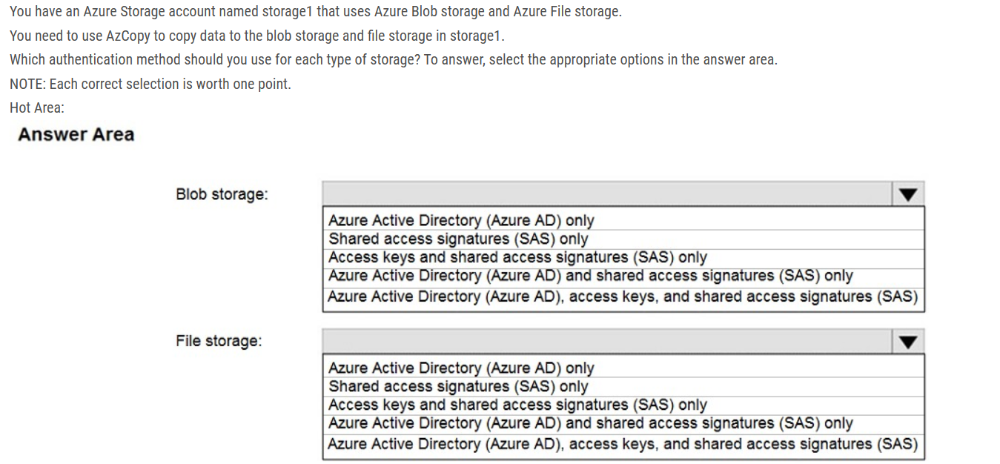 You have an Azure Storage account named storage1 that uses Azure Blob storage and Azure File storage.
You need to use AzCopy to copy data to the blob storage and file storage in storage1.
Which authentication method should you use for each type of storage? To answer, select the appropriate options in the answer area.
NOTE: Each correct selection is worth one point.
Hot Area:
Answer Area
Blob storage:
Azure Active Directory (Azure AD) only
Shared access signatures (SAS) only
Access keys and shared access signatures (SAS) only
Azure Active Directory (Azure AD) and shared access signatures (SAS) only
Azure Active Directory (Azure AD), access keys, and shared access signatures (SAS)
File storage:
Azure Active Directory (Azure AD) only
Shared access signatures (SAS) only
Access keys and shared access signatures (SAS) only
Azure Active Directory (Azure AD) and shared access signatures (SAS) only
Azure Active Directory (Azure AD), access keys, and shared access signatures (SAS)